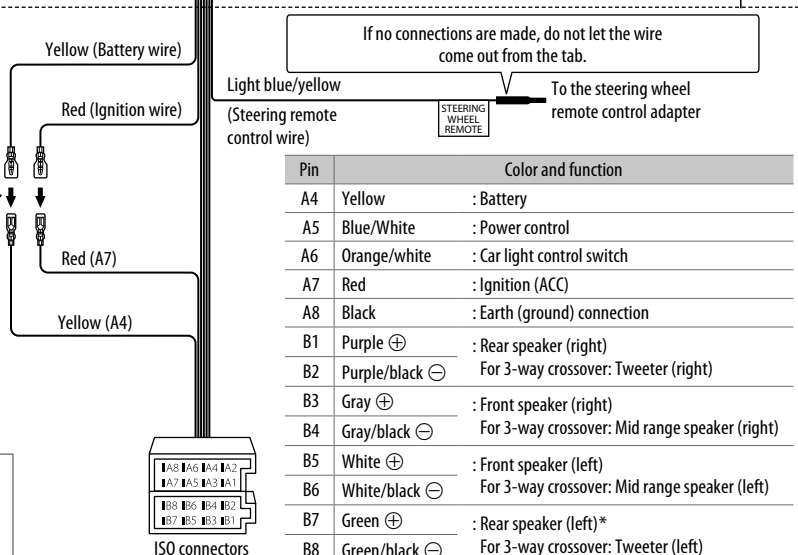 If no connections are made, do not let the wire
come out from the tab.
Yellow (Battery wire)
Light blue/yellow
(Steering remote
control wire)
STEERING
WHEEL
REMOTE
To the steering wheel
remote control adapter
Red (Ignition wire)
Red (A7)
Yellow (A4)
Pin Color and function
A4 Yellow : Battery
A5 Blue/White : Power control
A6 Orange/white : Car light control switch
A7 Red : Ignition (ACC)
A8 Black : Earth (ground) connection
B1 Purple ⊕ : Rear speaker (right)
B2 Purple/black ⊖ For 3-way crossover: Tweeter (right)
B3 Gray ⊕ : Front speaker (right)
B4 Gray/black ⊖ For 3-way crossover: Mid range speaker (right)
B5 White ⊕ : Front speaker (left)
B6 White/black ⊖ For 3-way crossover: Mid range speaker (left)
B7 Green ⊕ : Rear speaker (left)*
B8 Green/black ⊖ For 3-way crossover: Tweeter (left)
A8 A6 A4 A2
A7 A5 A3 A1
B8 B6 B4 B2
B7 B5 B3 B1
ISO connectors